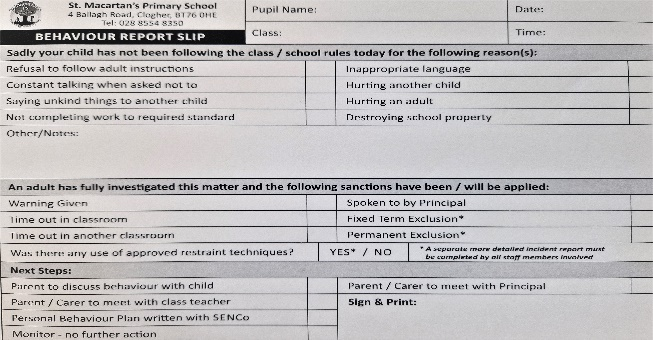 St. Macartan's Primary School
4 Ballagh Road, Clogher, BT76 0HE
Tel: 028 8554 8350
BEHAVIOUR REPORT SLIP
Pupil Name:
Date:
Class:
Time:
Sadly your child has not been following the class / school rules today for the following reason(s):
Refusal to follow adult instructions
Inappropriate language
Constant talking when asked not to
Hurting another child
Saying unkind things to another child
Hurting an adult
Not completing work to required standard
Destroying school property
Other/Notes:
An adult has fully investigated this matter and the following sanctions have been / will be applied:
Warning Given
Spoken to by Principal
Time out in classroom
Fixed Term Exclusion*
Time out in another classroom
Permanent Exclusion*
Was there any use of approved restraint techniques?
YES* / NO
* A separate more detailed incident report must
be completed by all staff members involved
Next Steps:
Parent to discuss behaviour with child
Parent / Carer to meet with Principal
Parent / Carer to meet with class teacher
Sign & Print:
Personal Behaviour Plan written with SENCo
Monitor - no further action